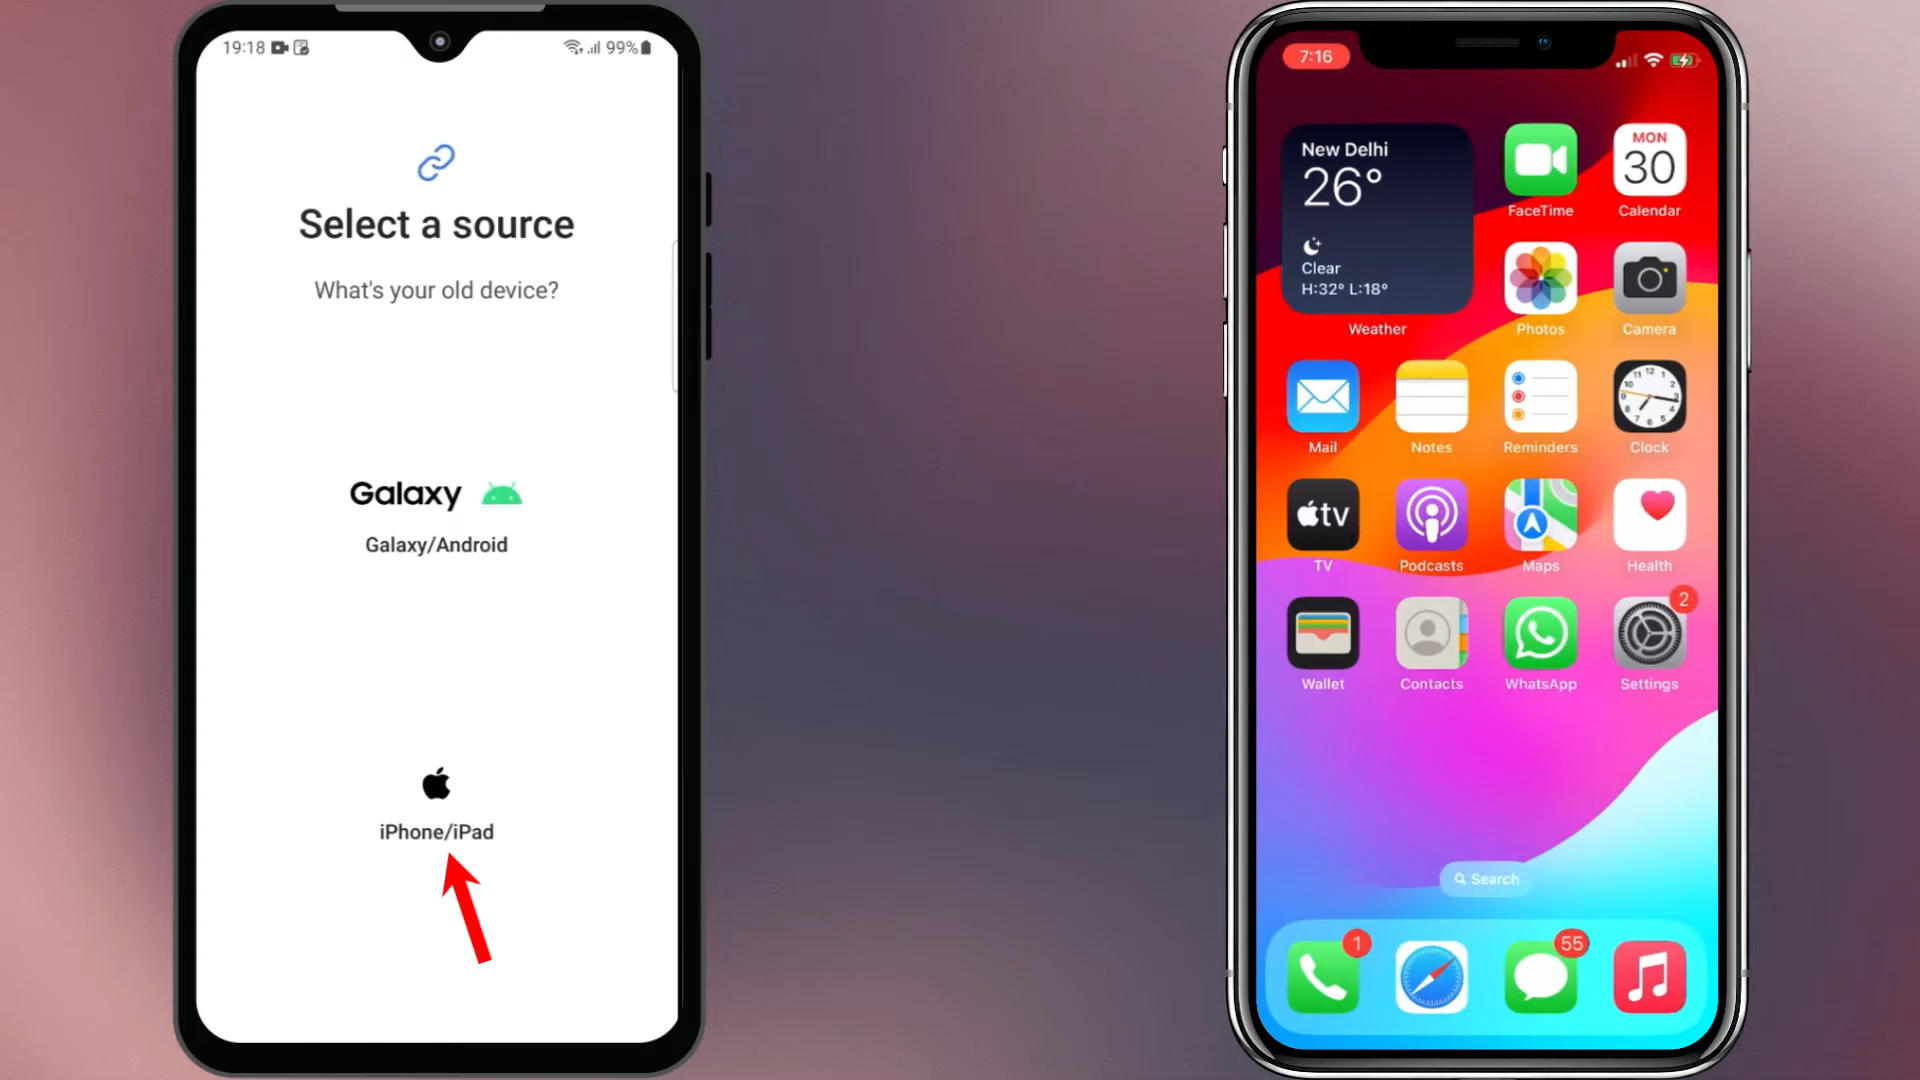 19:18
99%
Select a source
What's your old device?
Galaxy
Galaxy/Android
iPhone/iPad
7:16
New Delhi
26°
Clear
H:32° L:18°
Weather
FaceTime
MON
30
Calendar
Photos
Camera
Mail
Notes
Reminders
Clock
tv
TV
Podcasts
Maps
Health
Wallet
Contacts
WhatsApp
2
Settings
Search
1
55